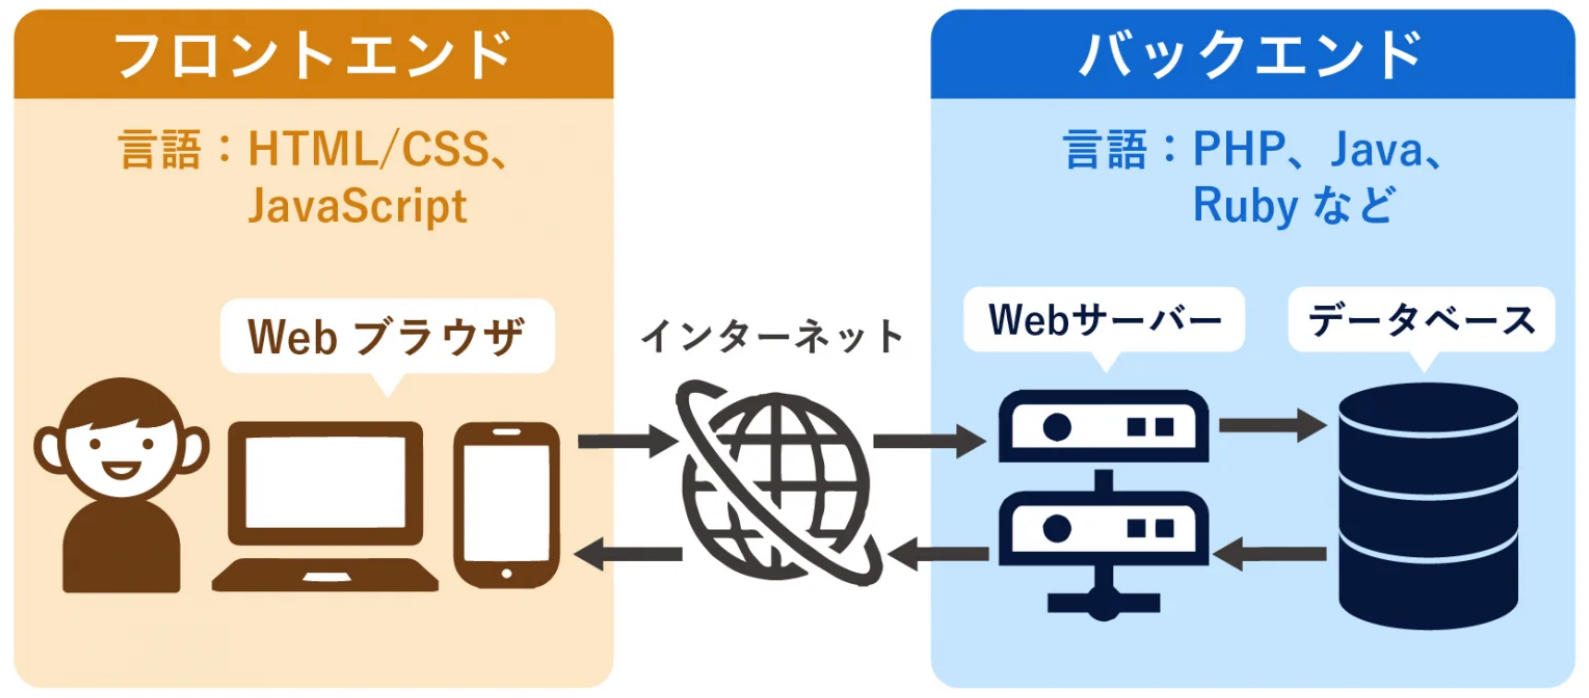 フロントエンド
言語：HTML/CSS、
JavaScript
Web ブラウザ
インターネット
バックエンド
言語：PHP、Java、
Ruby など
Webサーバー
データベース